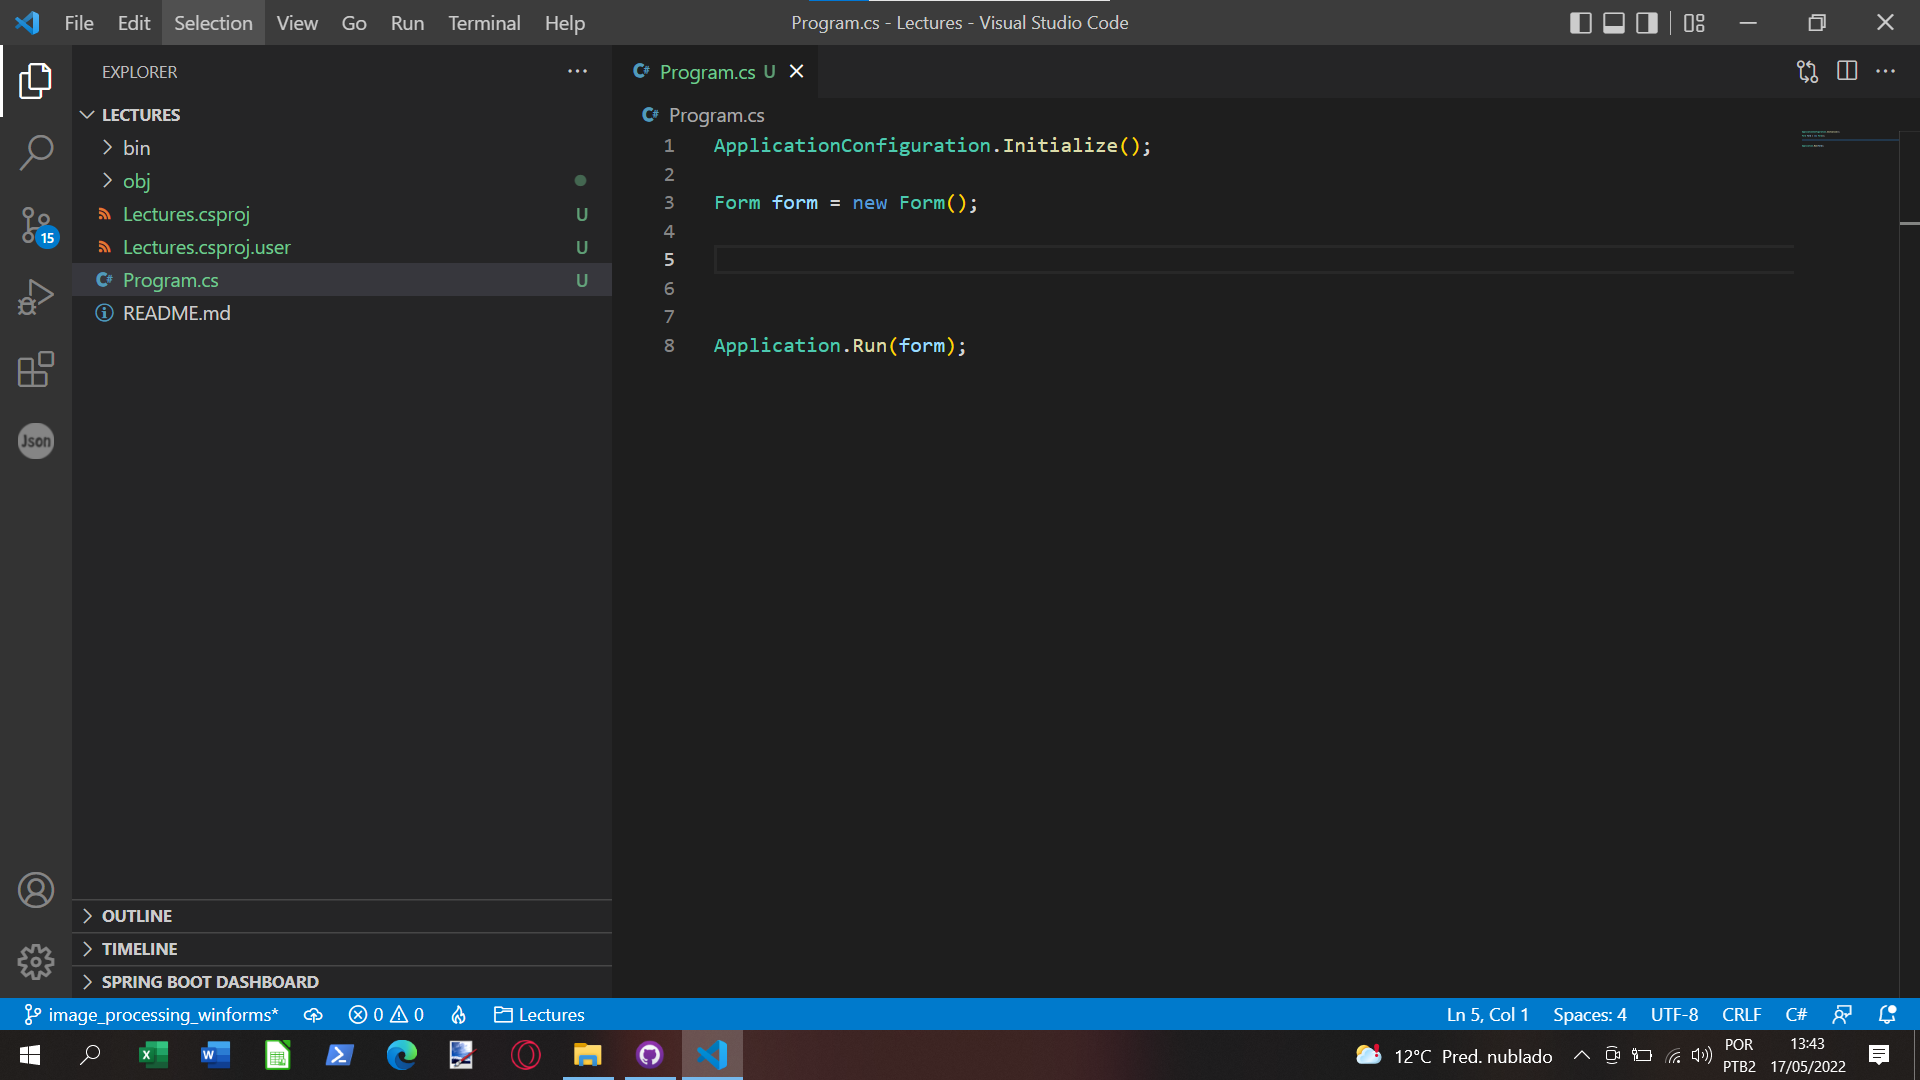 File Edit Selection View Go Run Terminal Help
Program.cs - Lectures - Visual Studio Code
EXPLORER
LECTURES
bin
obj
Lectures.csproj U
Lectures.csproj.user U
Program.cs U
README.md
15
Json
OUTLINE
TIMELINE
SPRING BOOT DASHBOARD
C# Program.cs U
C# Program.cs
1 ApplicationConfiguration.Initialize();
2
3 Form form = new Form();
4
5
6
7
8 Application.Run(form);
image_processing_winforms* 0 0 Lectures
Ln 5, Col 1 Spaces: 4 UTF-8 CRLF C#
12°C Pred. nublado
POR
PTB2
13:43
17/05/2022